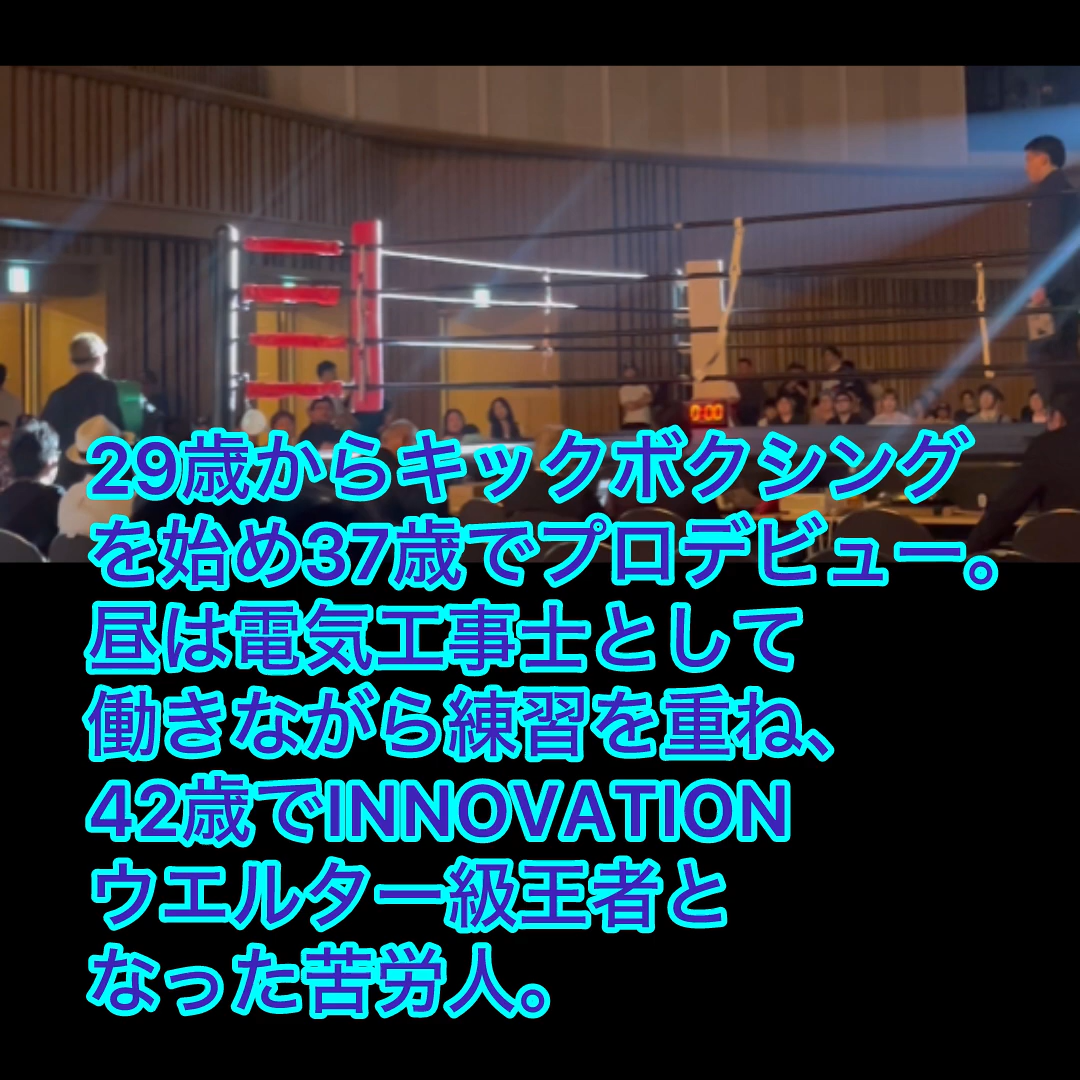 0:00
29歳からキックボクシング
を始め37歳でプロデビュー。
昼は電気工事士として
働きながら練習を重ね、
42歳でINNOVATION
ウエルター級王者と
なった苦労人。